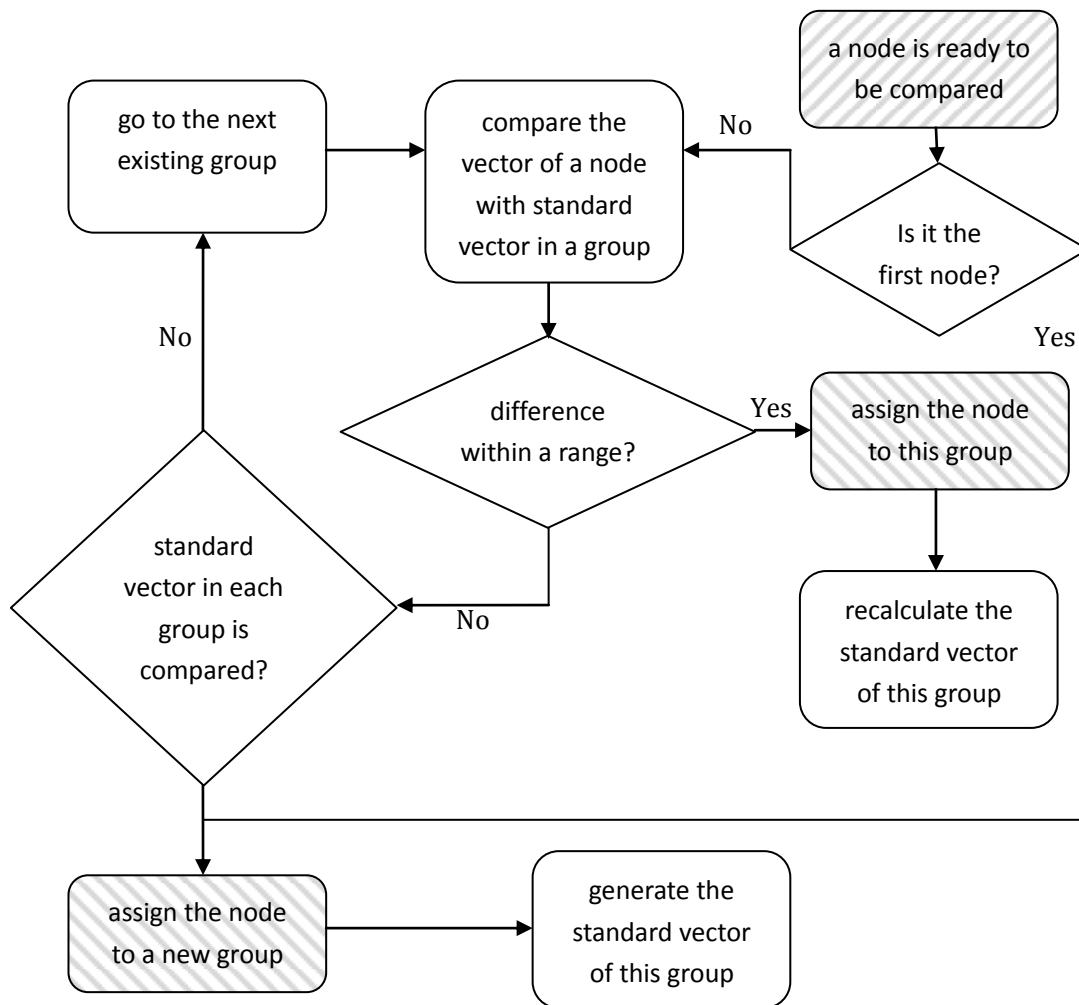 a node is ready to
be compared
Is it the
first node?
No
Yes
go to the next
existing group
compare the
vector of a node
with standard
vector in a group
difference
within a range?
Yes
assign the node
to this group
recalculate the
standard vector
of this group
No
standard
vector in each
group is
compared?
No
assign the node
to a new group
generate the
standard vector
of this group